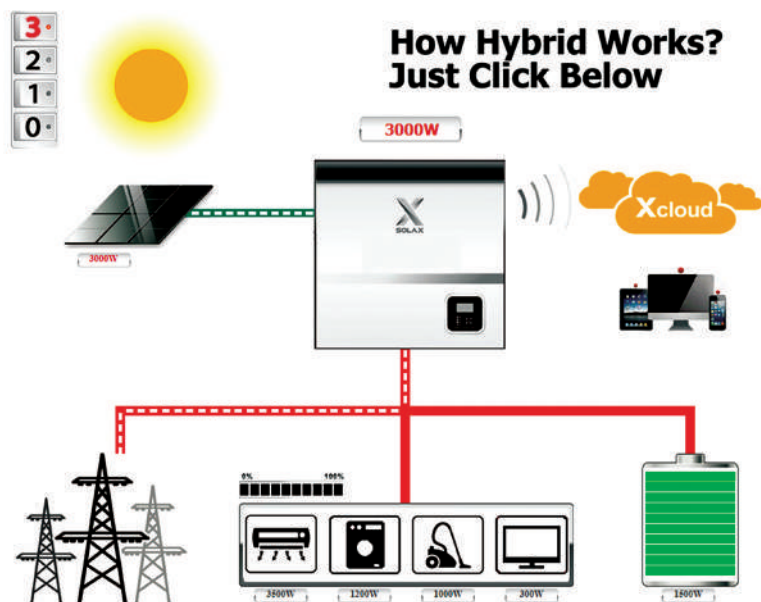 3
2
1
0
How Hybrid Works?
Just Click Below
3000W
X
SOLAX
Xcloud
3000W
0% 100%
3500W 1200W 1000W 300W
1500W